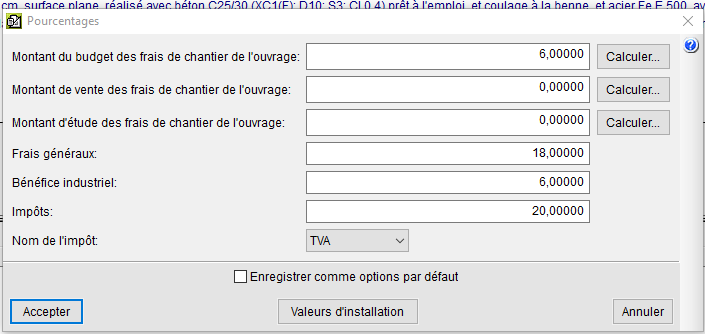 cm, surface plane, réalisé avec béton C25/30 (XC1(F); D10; S3; Cl 0,4) prêt à l'emploi, et coulage à la benne, et acier Fe E 500, av
Pourcentages
Montant du budget des frais de chantier de l'ouvrage: 6,00000 Calculer...
Montant de vente des frais de chantier de l'ouvrage: 0,00000 Calculer...
Montant d'étude des frais de chantier de l'ouvrage: 0,00000 Calculer...
Frais généraux: 18,00000
Bénéfice industriel: 6,00000
Impôts: 20,00000
Nom de l'impôt: TVA
Enregistrer comme options par défaut
Accepter Valeurs d'installation Annuler